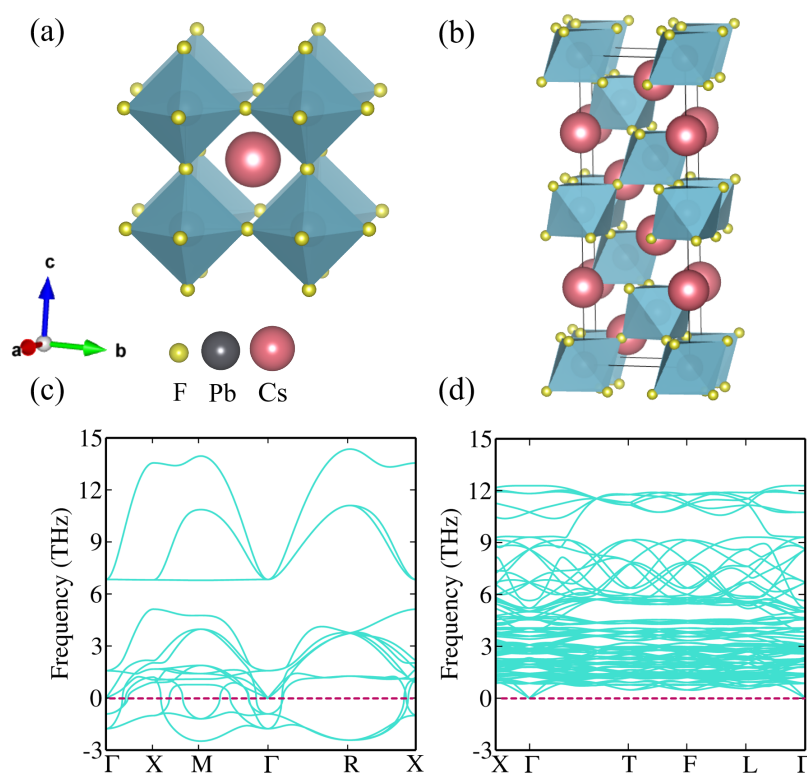 (a)
(b)
c
a
b
F Pb Cs
(c)
(d)
15
12
9
6
3
0
-3
Frequency (THz)
Γ X M Γ R X
15
12
9
6
3
0
-3
Frequency (THz)
X Γ T F L Γ